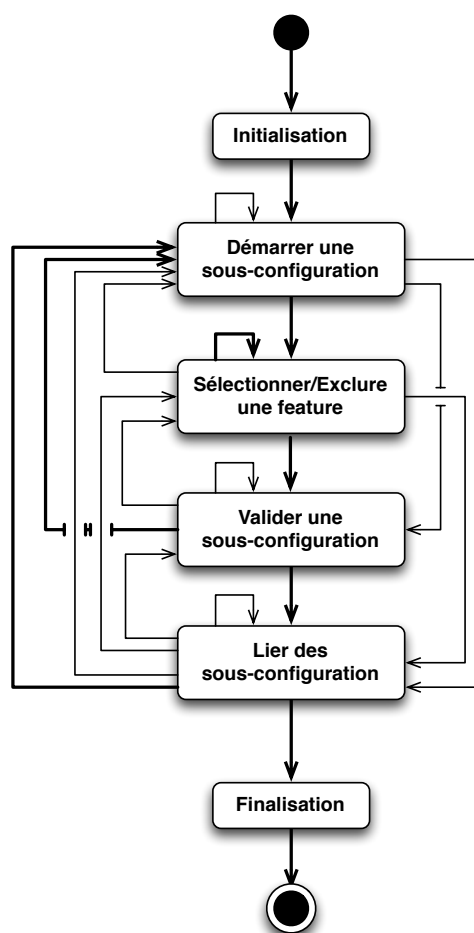 Initialisation
Démarrer une
sous-configuration
Sélectionner/Exclure
une feature
Valider une
sous-configuration
Lier des
sous-configuration
Finalisation